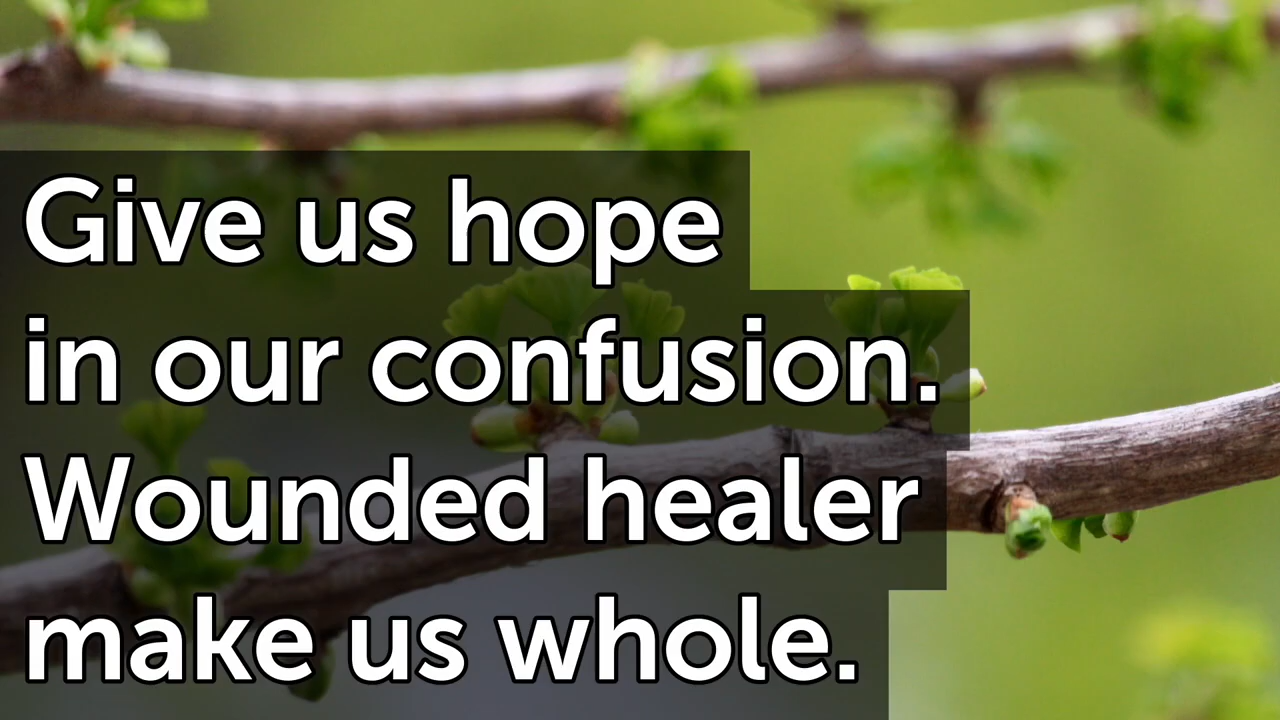 Give us hope
in our confusion.
Wounded healer
make us whole.